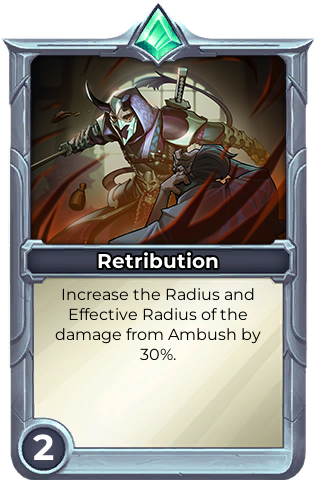 Retribution
Increase the Radius and
Effective Radius of the
damage from Ambush by
30%.
2